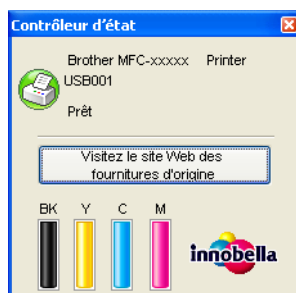 Contrôleur d'état
Brother MFC-xxxxx Printer
USB001
Prêt
Visitez le site Web des
fournitures d'origine
BK Y C M
innobella